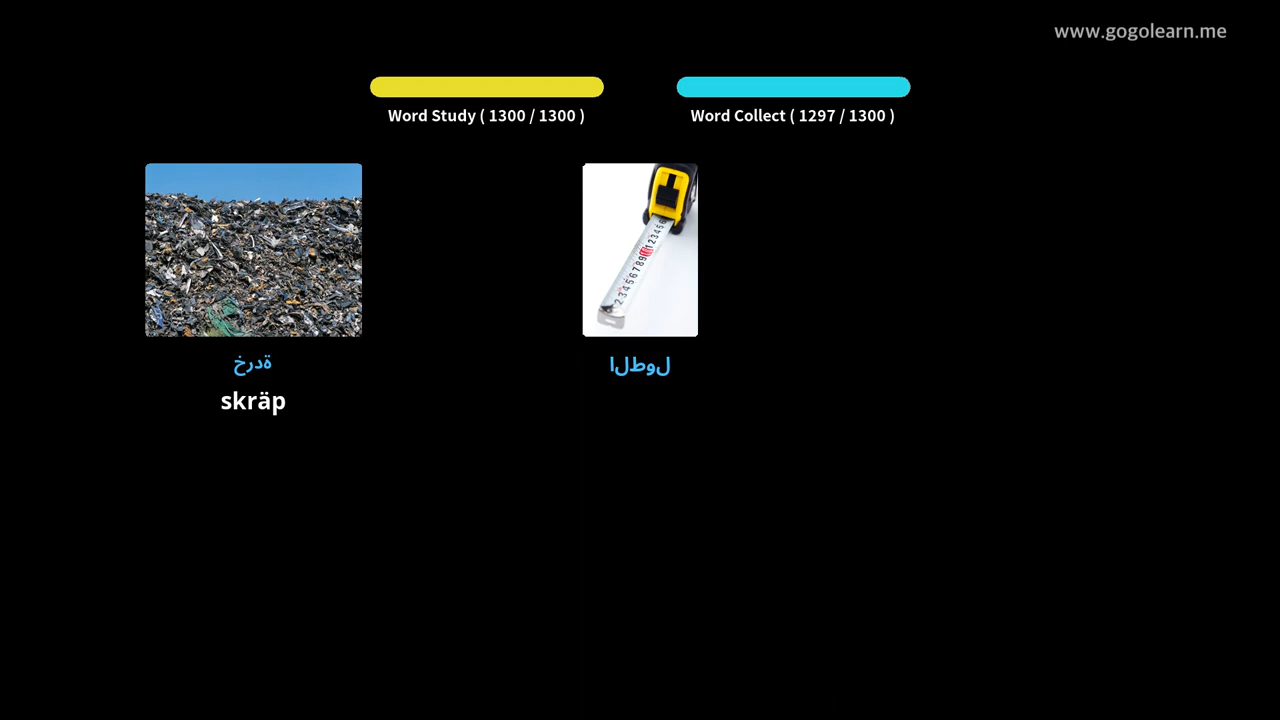 www.gogolearn.me
Word Study ( 1300 / 1300 )
Word Collect ( 1297 / 1300 )
خردة
skräp
الطول